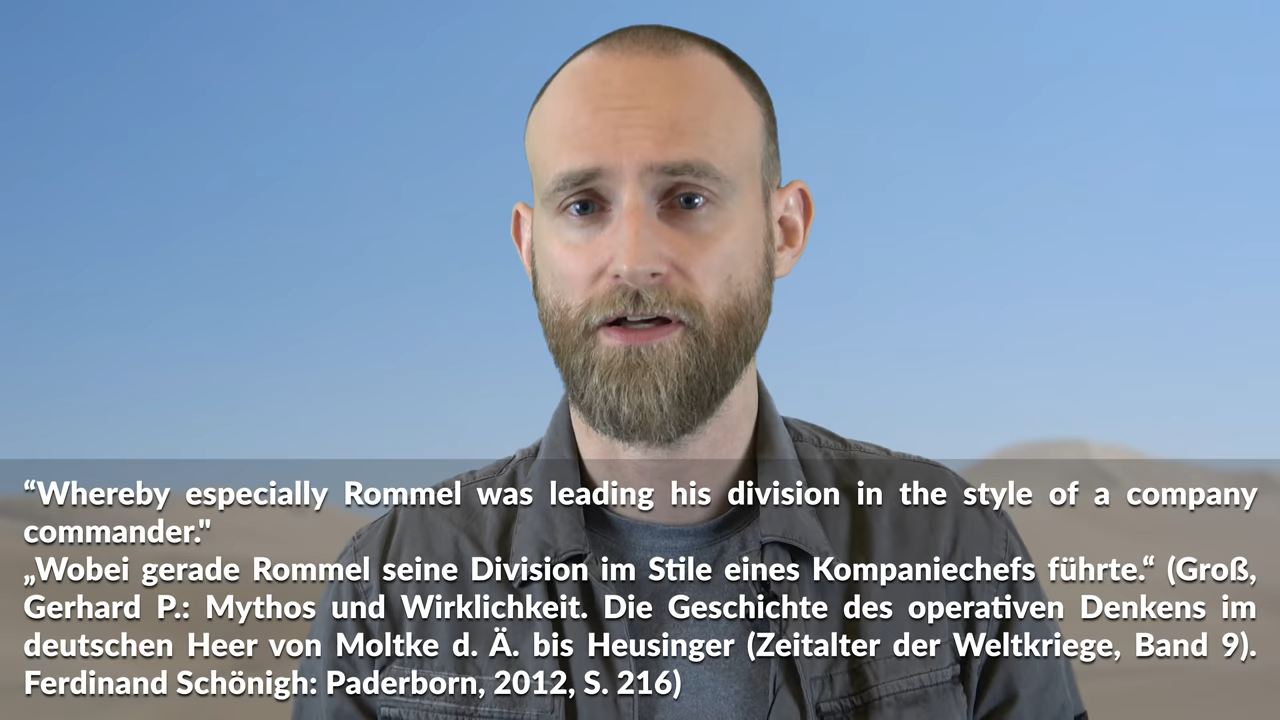 “Whereby especially Rommel was leading his division in the style of a company
commander."
„Wobei gerade Rommel seine Division im Stile eines Kompaniechefs führte.“ (Groß,
Gerhard P.: Mythos und Wirklichkeit. Die Geschichte des operativen Denkens im
deutschen Heer von Moltke d. Ä. bis Heusinger (Zeitalter der Weltkriege, Band 9).
Ferdinand Schönigh: Paderborn, 2012, S. 216)